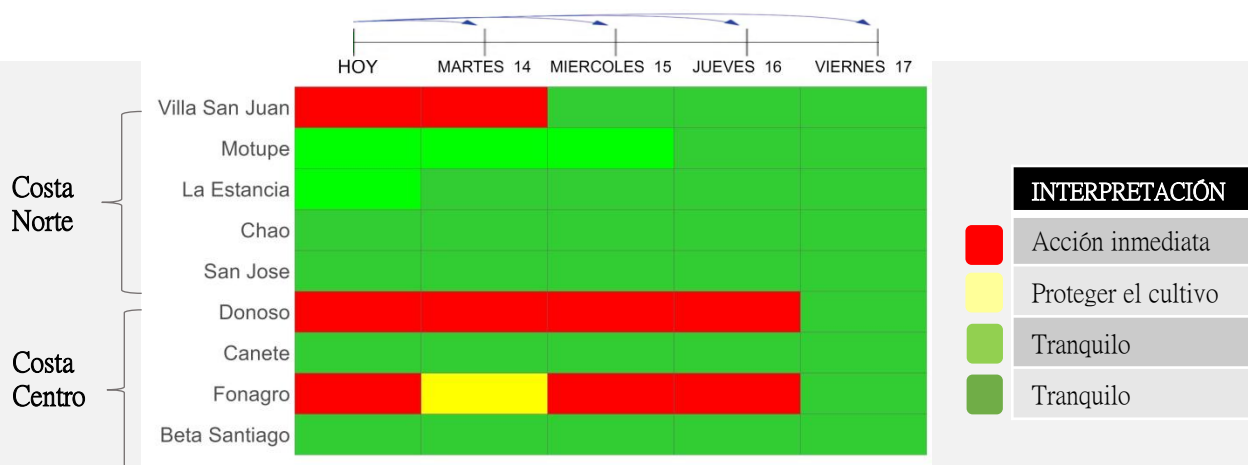 HOY MARTES 14 MIERCOLES 15 JUEVES 16 VIERNES 17
Costa
Norte
Villa San Juan
Motupe
La Estancia
Chao
San Jose
Costa
Centro
Donoso
Canete
Fonagro
Beta Santiago
INTERPRETACIÓN
Acción inmediata
Proteger el cultivo
Tranquilo
Tranquilo